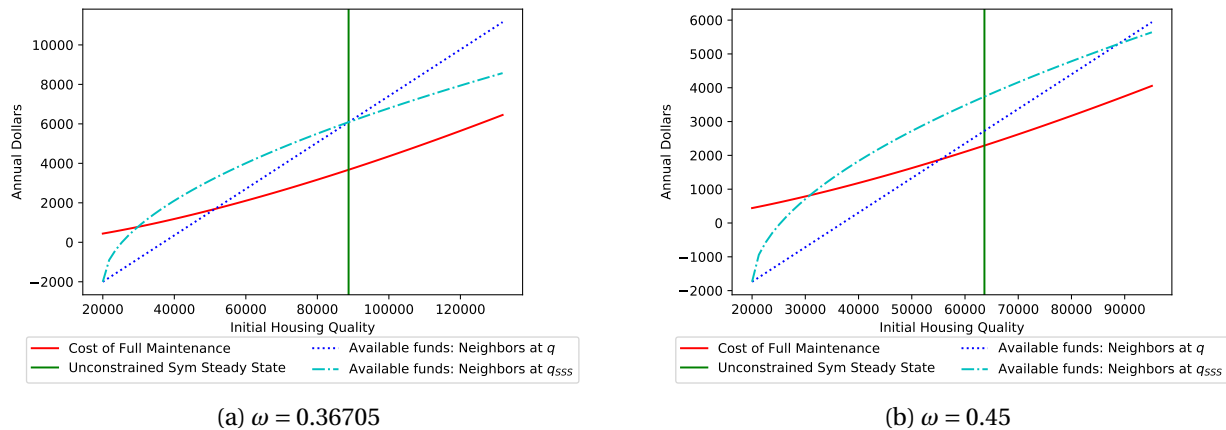 10000
8000
6000
4000
2000
0
−2000
Annual Dollars
20000 40000 60000 80000 100000 120000
Initial Housing Quality
Cost of Full Maintenance
Unconstrained Sym Steady State
Available funds: Neighbors at q
Available funds: Neighbors at qSSS
(a) ω = 0.36705
6000
5000
4000
3000
2000
1000
0
−1000
−2000
Annual Dollars
20000 30000 40000 50000 60000 70000 80000 90000
Initial Housing Quality
Cost of Full Maintenance
Unconstrained Sym Steady State
Available funds: Neighbors at q
Available funds: Neighbors at qSSS
(b) ω = 0.45